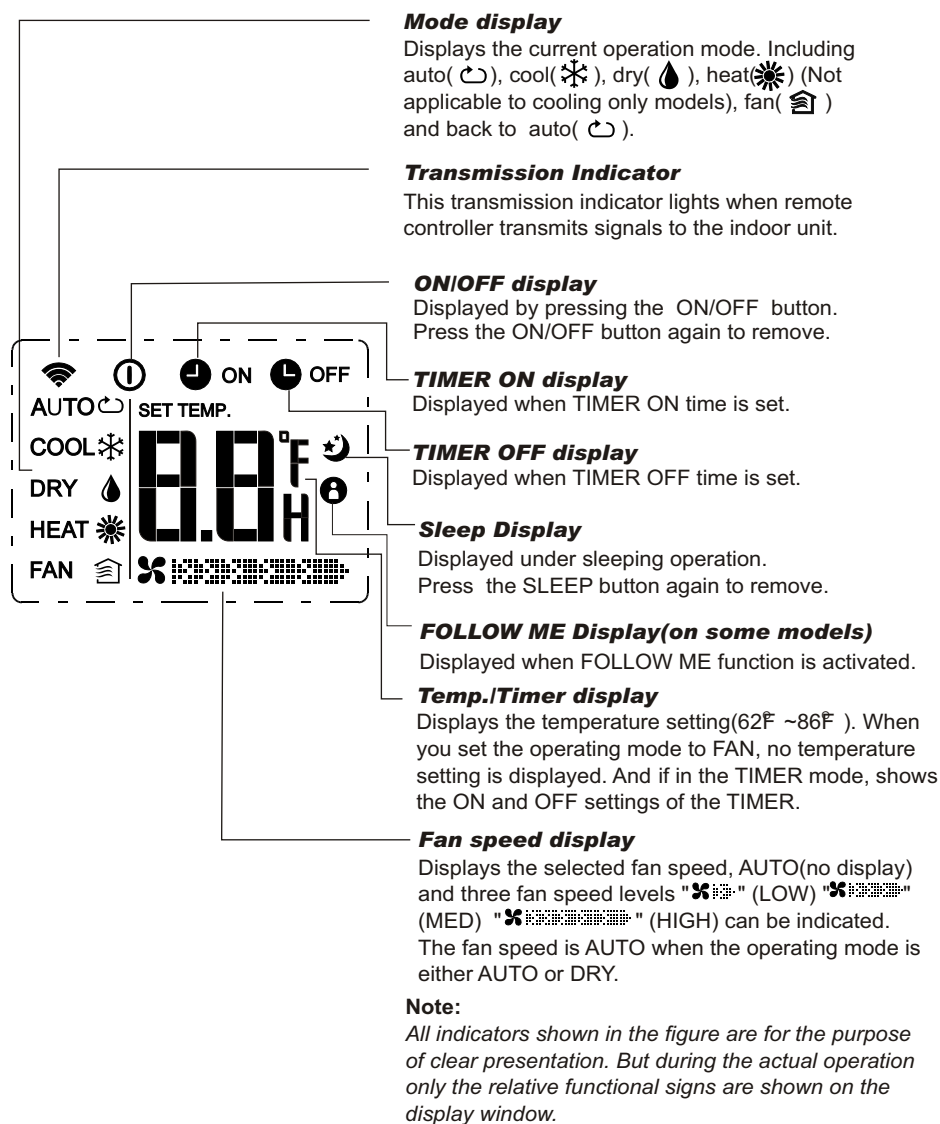 Mode display
Displays the current operation mode. Including
auto( ), cool( ), dry( ), heat( ) (Not
applicable to cooling only models), fan( )
and back to auto( ).
Transmission Indicator
This transmission indicator lights when remote
controller transmits signals to the indoor unit.
ON/OFF display
Displayed by pressing the ON/OFF button.
Press the ON/OFF button again to remove.
TIMER ON display
Displayed when TIMER ON time is set.
TIMER OFF display
Displayed when TIMER OFF time is set.
Sleep Display
Displayed under sleeping operation.
Press the SLEEP button again to remove.
FOLLOW ME Display(on some models)
Displayed when FOLLOW ME function is activated.
Temp./Timer display
Displays the temperature setting(62°F ~86°F ). When
you set the operating mode to FAN, no temperature
setting is displayed. And if in the TIMER mode, shows
the ON and OFF settings of the TIMER.
Fan speed display
Displays the selected fan speed, AUTO(no display)
and three fan speed levels " " (LOW) " "
(MED) " " (HIGH) can be indicated.
The fan speed is AUTO when the operating mode is
either AUTO or DRY.
Note:
All indicators shown in the figure are for the purpose
of clear presentation. But during the actual operation
only the relative functional signs are shown on the
display window.
ON OFF
AUTO
COOL
DRY
HEAT
FAN
SET TEMP.
8.8°F
H